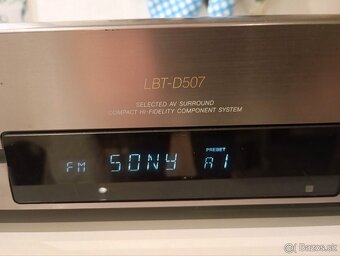 LBT-D507
SELECTED AV SURROUND
COMPACT HI-FIDELITY COMPONENT SYSTEM
PRESET
FM SONY A1
Bazos.sk